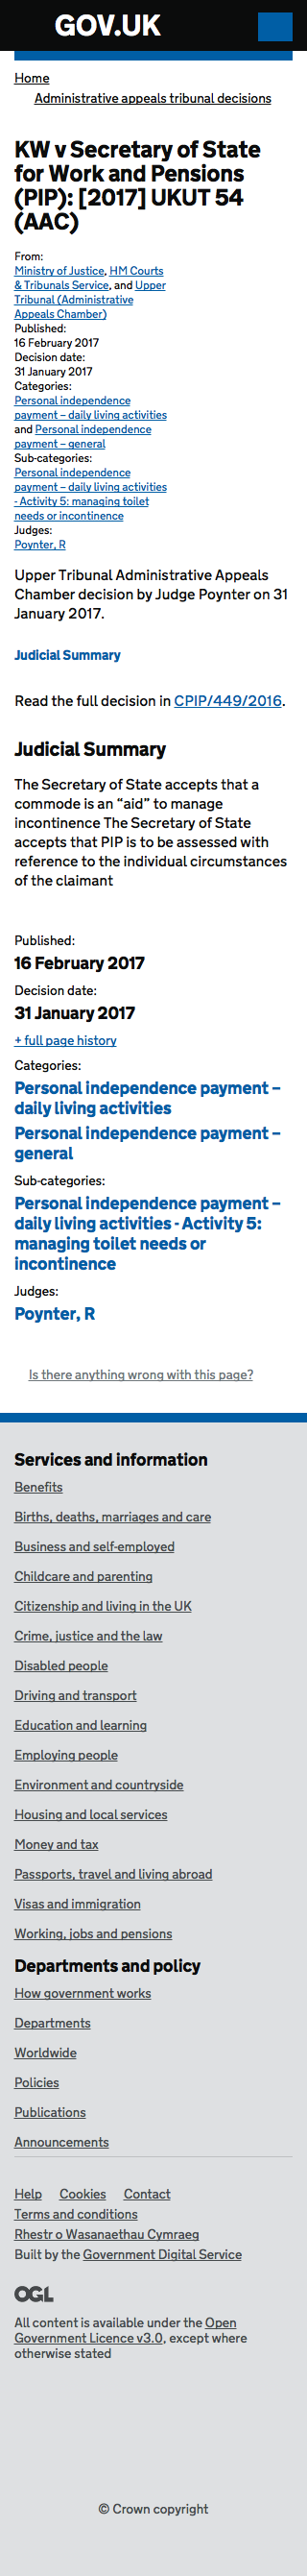 GOV.UK
Home
Administrative appeals tribunal decisions
KW v Secretary of State
for Work and Pensions
(PIP): [2017] UKUT 54
(AAC)
From:
Ministry of Justice, HM Courts
& Tribunals Service, and Upper
Tribunal (Administrative
Appeals Chamber)
Published:
16 February 2017
Decision date:
31 January 2017
Categories:
Personal independence
payment – daily living activities
and Personal independence
payment – general
Sub-categories:
Personal independence
payment – daily living activities
- Activity 5: managing toilet
needs or incontinence
Judges:
Poynter, R
Upper Tribunal Administrative Appeals
Chamber decision by Judge Poynter on 31
January 2017.
Judicial Summary
Read the full decision in CPIP/449/2016.
Judicial Summary
The Secretary of State accepts that a
commode is an “aid” to manage
incontinence The Secretary of State
accepts that PIP is to be assessed with
reference to the individual circumstances
of the claimant
Published:
16 February 2017
Decision date:
31 January 2017
+ full page history
Categories:
Personal independence payment –
daily living activities
Personal independence payment –
general
Sub-categories:
Personal independence payment –
daily living activities - Activity 5:
managing toilet needs or
incontinence
Judges:
Poynter, R
Is there anything wrong with this page?
Services and information
Benefits
Births, deaths, marriages and care
Business and self-employed
Childcare and parenting
Citizenship and living in the UK
Crime, justice and the law
Disabled people
Driving and transport
Education and learning
Employing people
Environment and countryside
Housing and local services
Money and tax
Passports, travel and living abroad
Visas and immigration
Working, jobs and pensions
Departments and policy
How government works
Departments
Worldwide
Policies
Publications
Announcements
Help Cookies Contact
Terms and conditions
Rhestr o Wasanaethau Cymraeg
Built by the Government Digital Service
OGL
All content is available under the Open
Government Licence v3.0, except where
otherwise stated
© Crown copyright